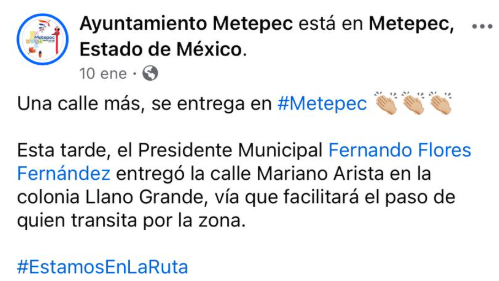 Ayuntamiento Metepec está en Metepec, ...
Estado de México.
10 ene ·
Una calle más, se entrega en #Metepec 👏🏼👏🏼👏🏼
Esta tarde, el Presidente Municipal Fernando Flores
Fernández entregó la calle Mariano Arista en la
colonia Llano Grande, vía que facilitará el paso de
quien transita por la zona.
#EstamosEnLaRuta